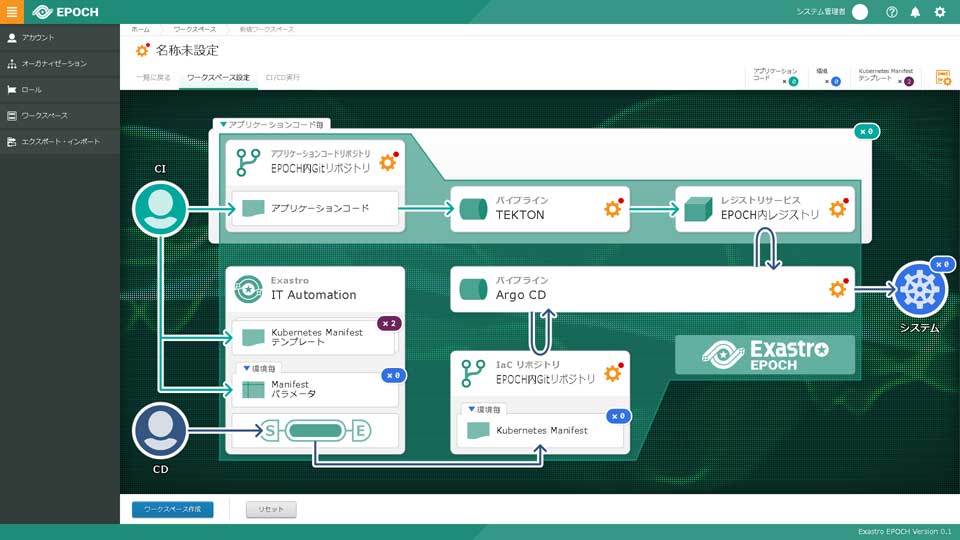 EPOCH
システム管理者
アカウント
オーガナイゼーション
ロール
ワークスペース
エクスポート・インポート
ホーム
ワークスペース
新規ワークスペース
名称未設定
一覧に戻る
ワークスペース設定
CI/CD実行
アプリケーション
コード
× 0
環境
× 0
Kubernetes Manifest
テンプレート
× 2
▼アプリケーションコード毎
× 0
CI
アプリケーションコードリポジトリ
EPOCH内Gitリポジトリ
アプリケーションコード
パイプライン
TEKTON
レジストリサービス
EPOCH内レジストリ
Exastro
IT Automation
Kubernetes Manifest
テンプレート
× 2
▼環境毎
Manifest
パラメータ
× 0
S
E
CD
パイプライン
Argo CD
IaC リポジトリ
EPOCH内Gitリポジトリ
▼環境毎
Kubernetes Manifest
× 0
Exastro
EPOCH
× 0
システム
ワークスペース作成
リセット
Exastro EPOCH Version 0.1